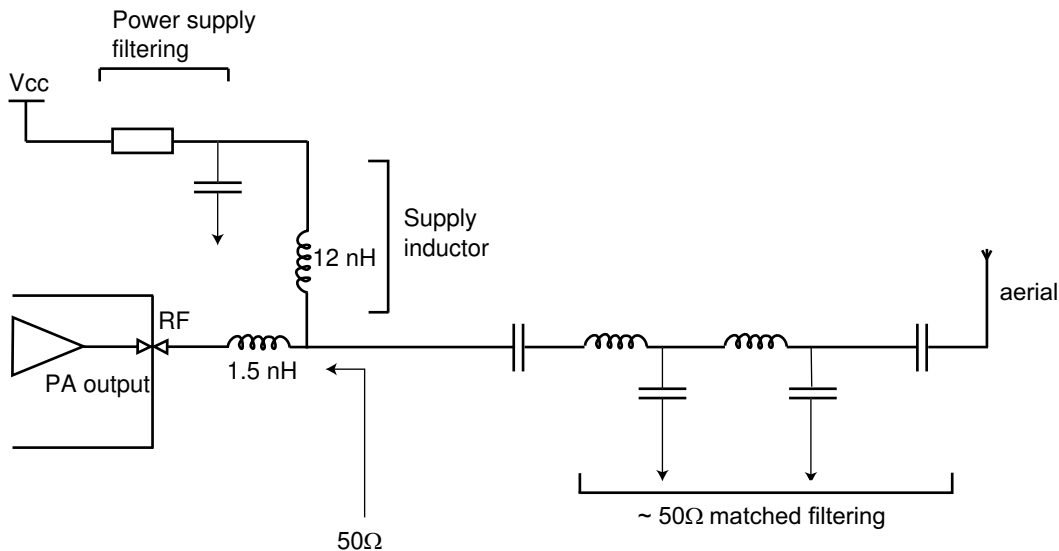 Power supply
filtering
Vcc
Supply
inductor
12 nH
aerial
RF
PA output
1.5 nH
~ 50Ω matched filtering
50Ω